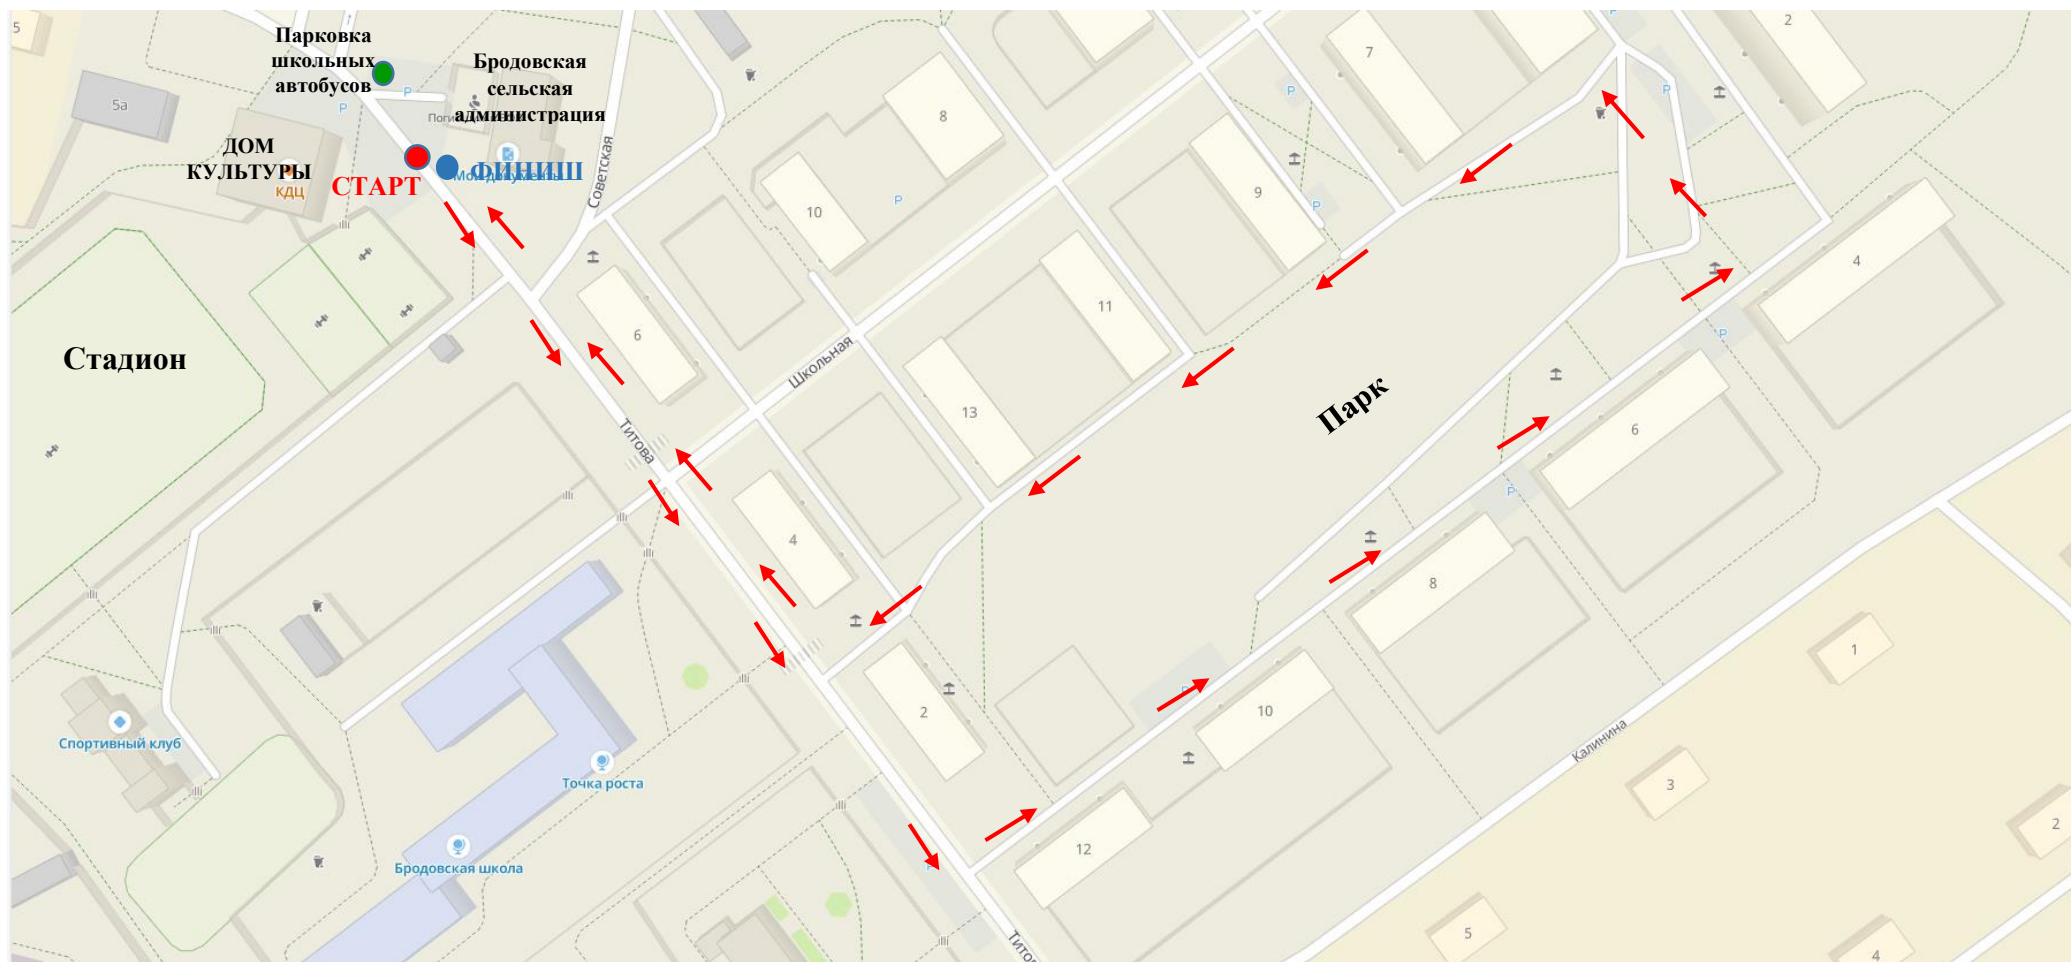 5
2
Парковка
школьных
автобусов
P
P
Бродовская
сельская
администрация
5а
ДОМ
КУЛЬТУРЫ
КДЦ
СТАРТ
ФИНИШ
Мои документы
Советская
8
10
P
7
P
P
9
P
4
Стадион
6
Школьная
11
13
Парк
P
6
Титова
4
P
8
2
P
10
1
Калинина
3
2
Спортивный клуб
Точка роста
Бродовская школа
12
P
5
4